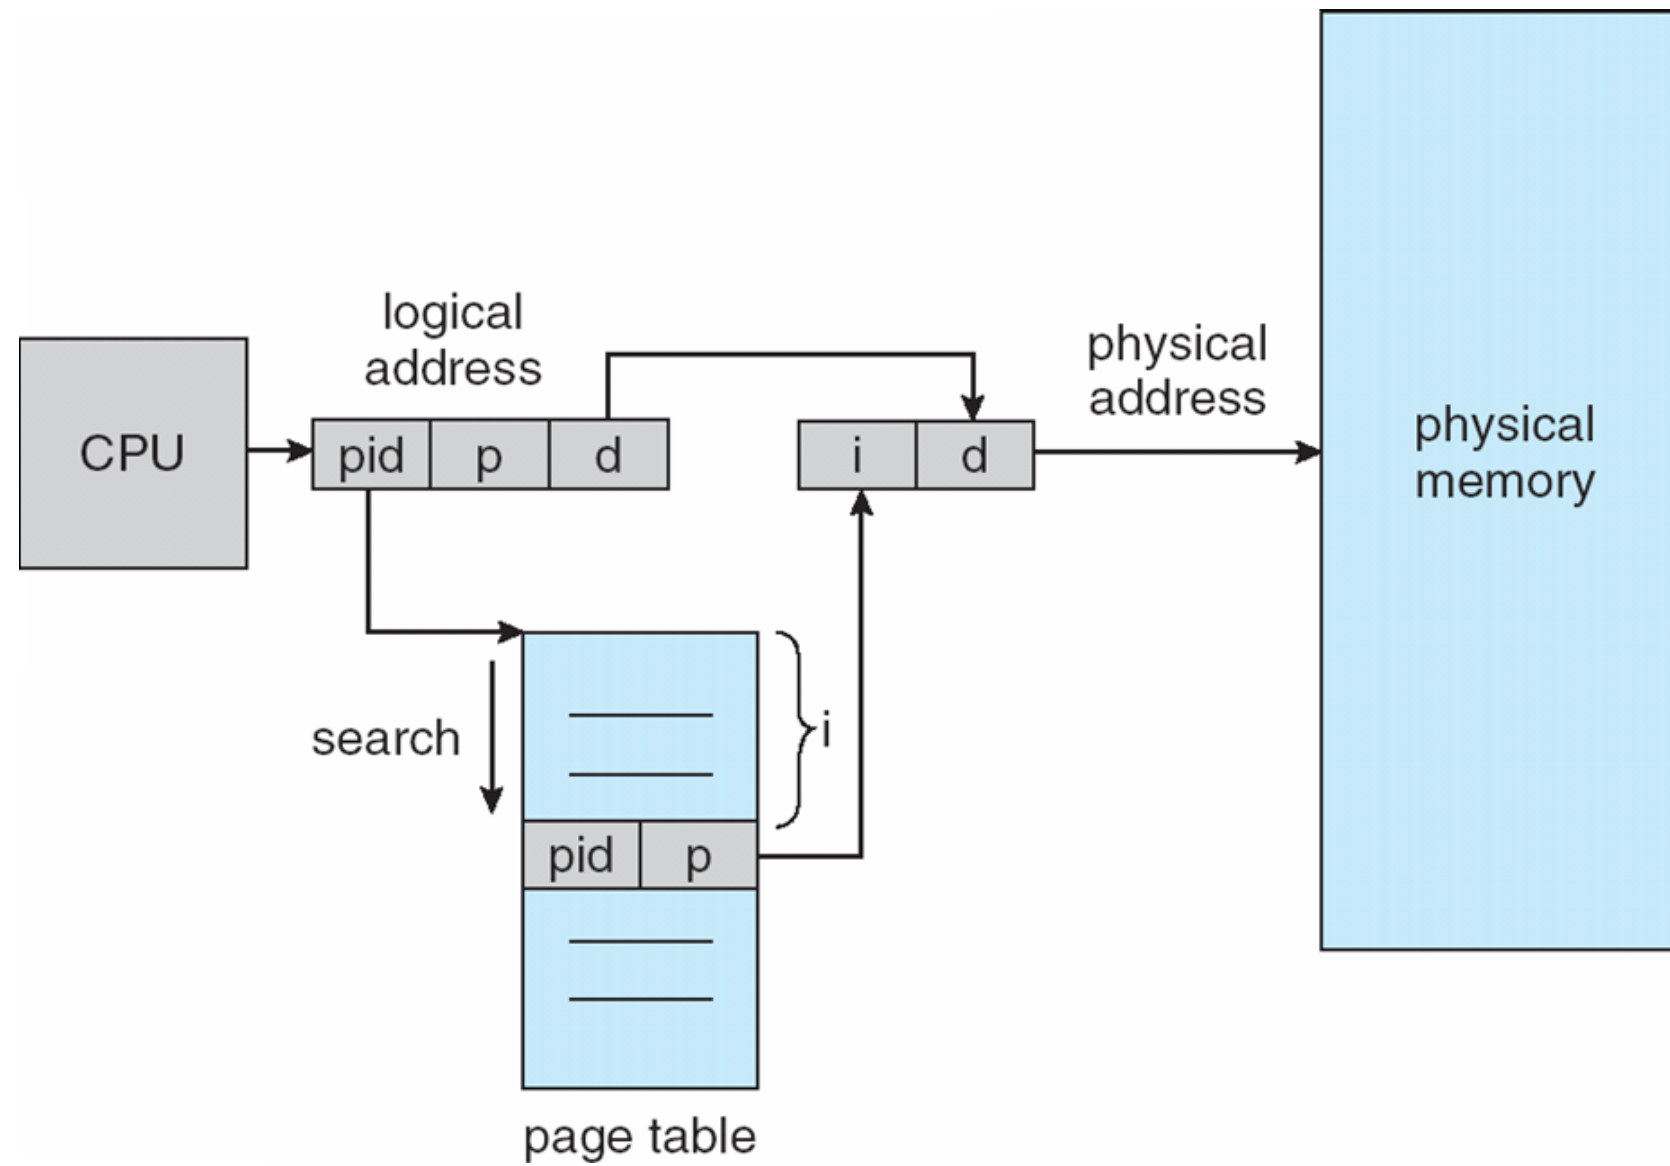 logical
address
physical
address
CPU
pid p d
i d
physical
memory
search
i
pid p
page table